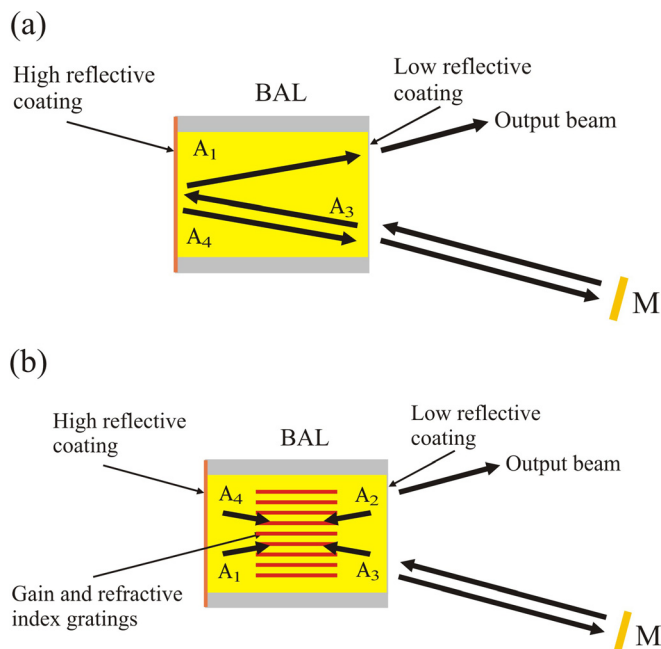 (a)
High reflective
coating
BAL
Low reflective
coating
Output beam
A₁
A₃
A₄
M
(b)
High reflective
coating
BAL
Low reflective
coating
Output beam
A₄
A₂
A₁
A₃
Gain and refractive
index gratings
M